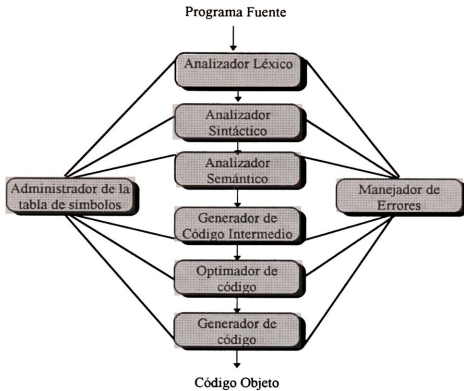 Programa Fuente
Analizador Léxico
Analizador
Sintáctico
Analizador
Semántico
Administrador de la
tabla de símbolos
Manejador de
Errores
Generador de
Código Intermedio
Optimador de
código
Generador de
código
Código Objeto